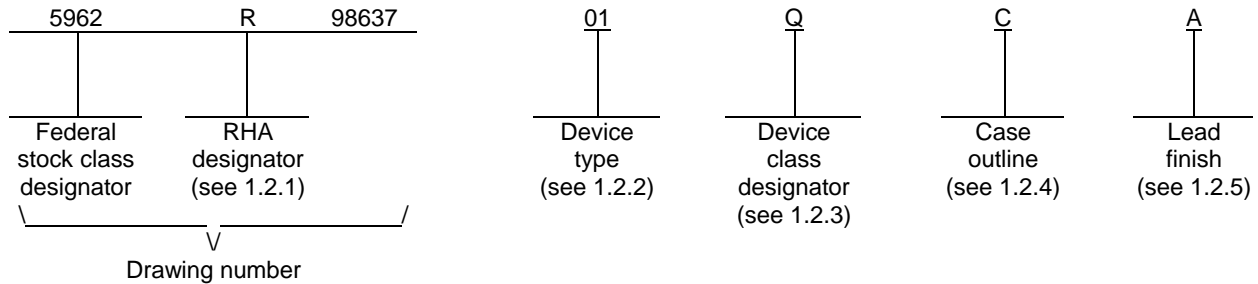 5962 R 98637 01 Q C A
Federal stock class designator
RHA designator (see 1.2.1)
Device type (see 1.2.2)
Device class designator (see 1.2.3)
Case outline (see 1.2.4)
Lead finish (see 1.2.5)
Drawing number